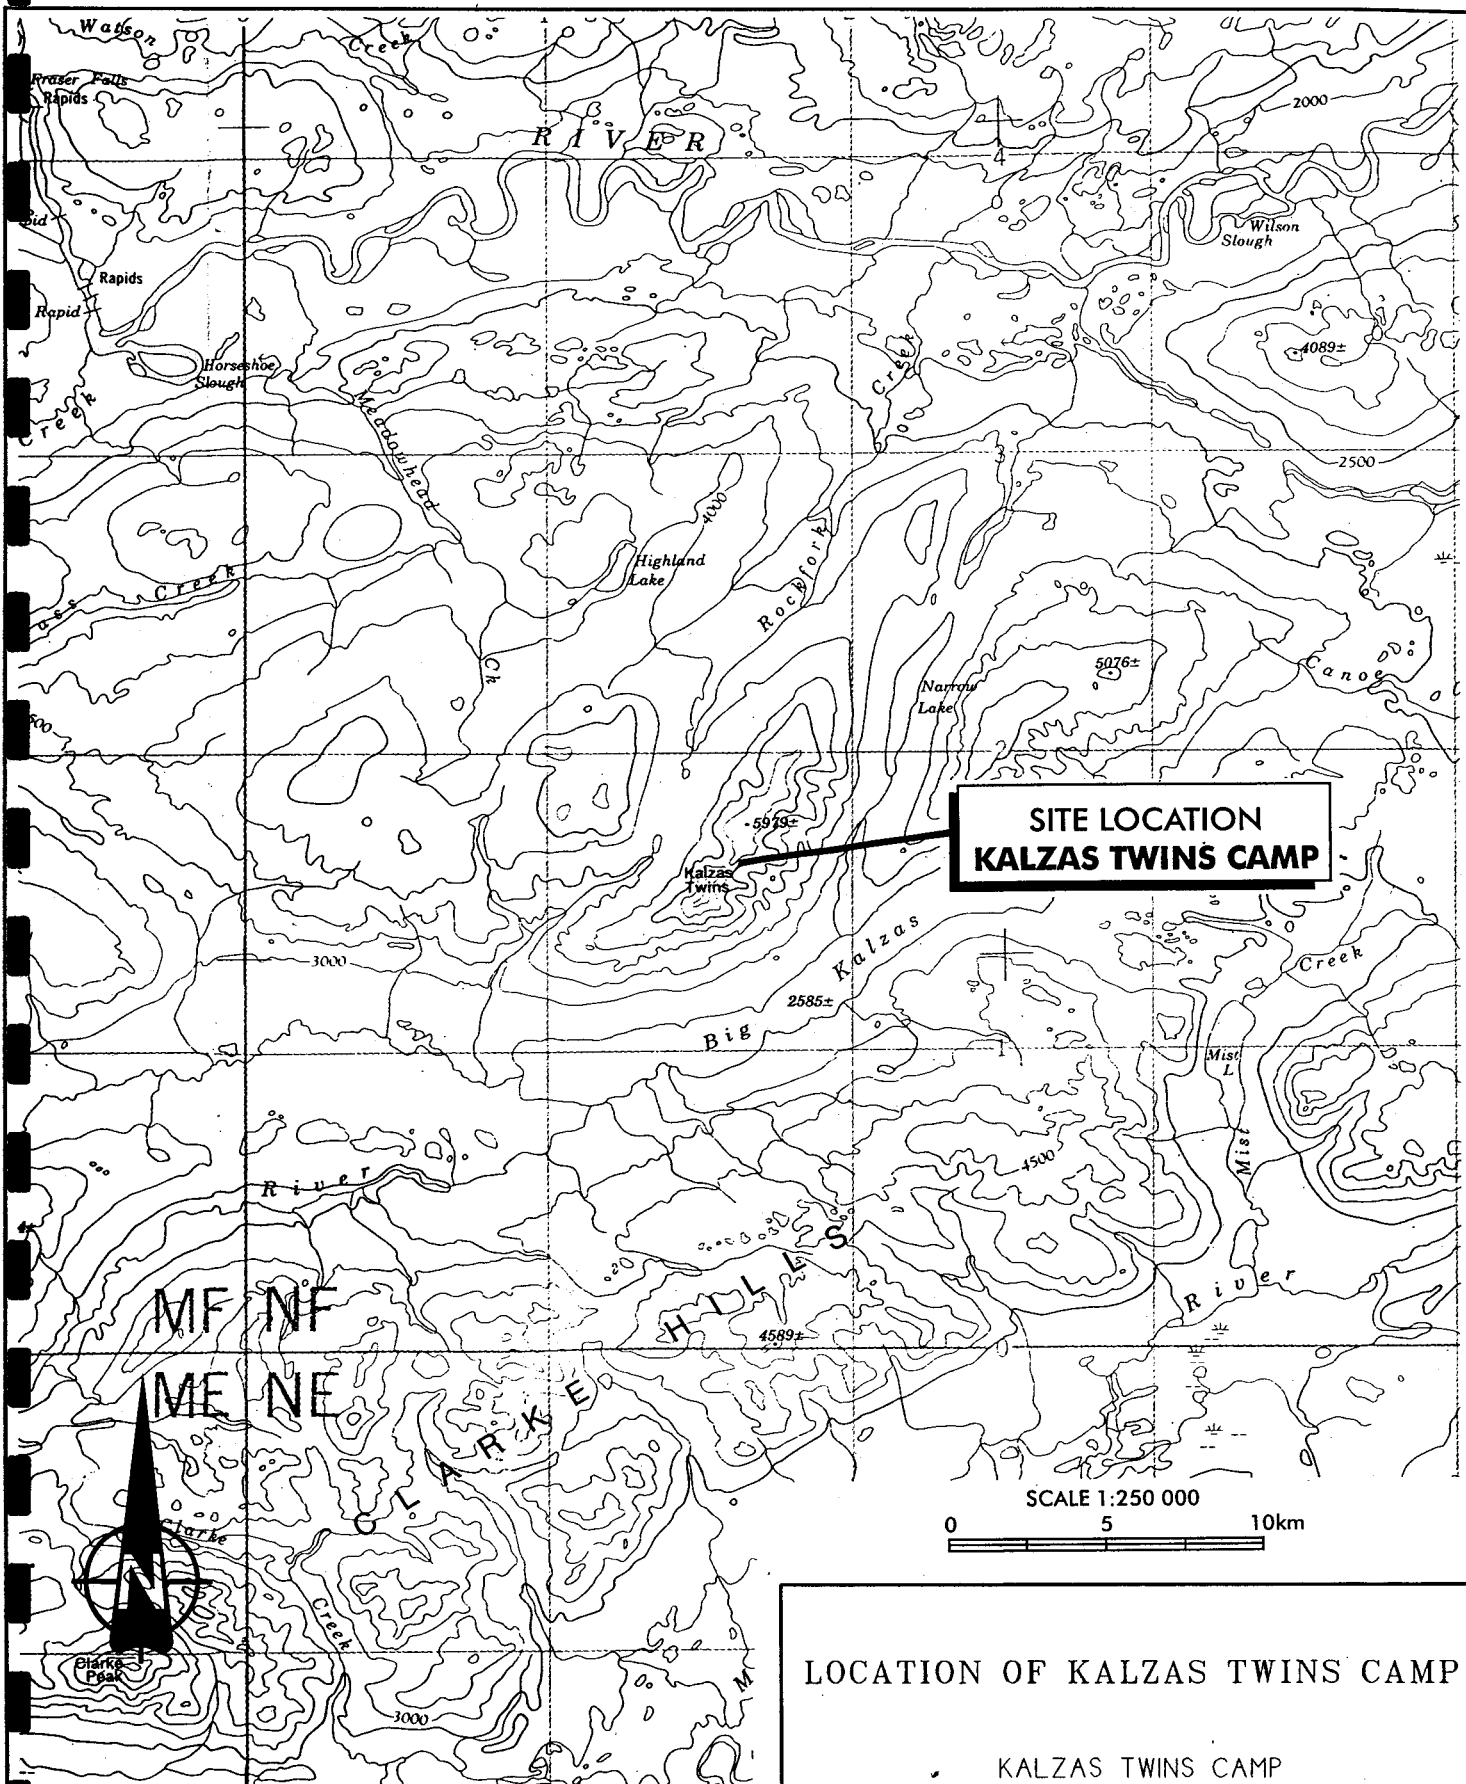 Watson
Creek
Fraser Falls
Rapids
2000
R I V E R
4
Wilson
Slough
Rapids
Rapid
4089±
Horseshoe
Slough
Creek
Creek
Meadowhead
3
2500
4000
Highland
Lake
Creek
Rockfork
Ck
5076±
Canoe
Narrow
Lake
2
SITE LOCATION
KALZAS TWINS CAMP
5979±
Kalzas
Twins
3000
Kalzas
Creek
2585±
Big
1
Mist
L
4500
Mist
River
HILLS
River
MF NF
4589±
0
ME NE
CLARKE
SCALE 1:250 000
0 5 10km
Clarke
N
Creek
Clarke
Peak
3000
M
LOCATION OF KALZAS TWINS CAMP
KALZAS TWINS CAMP